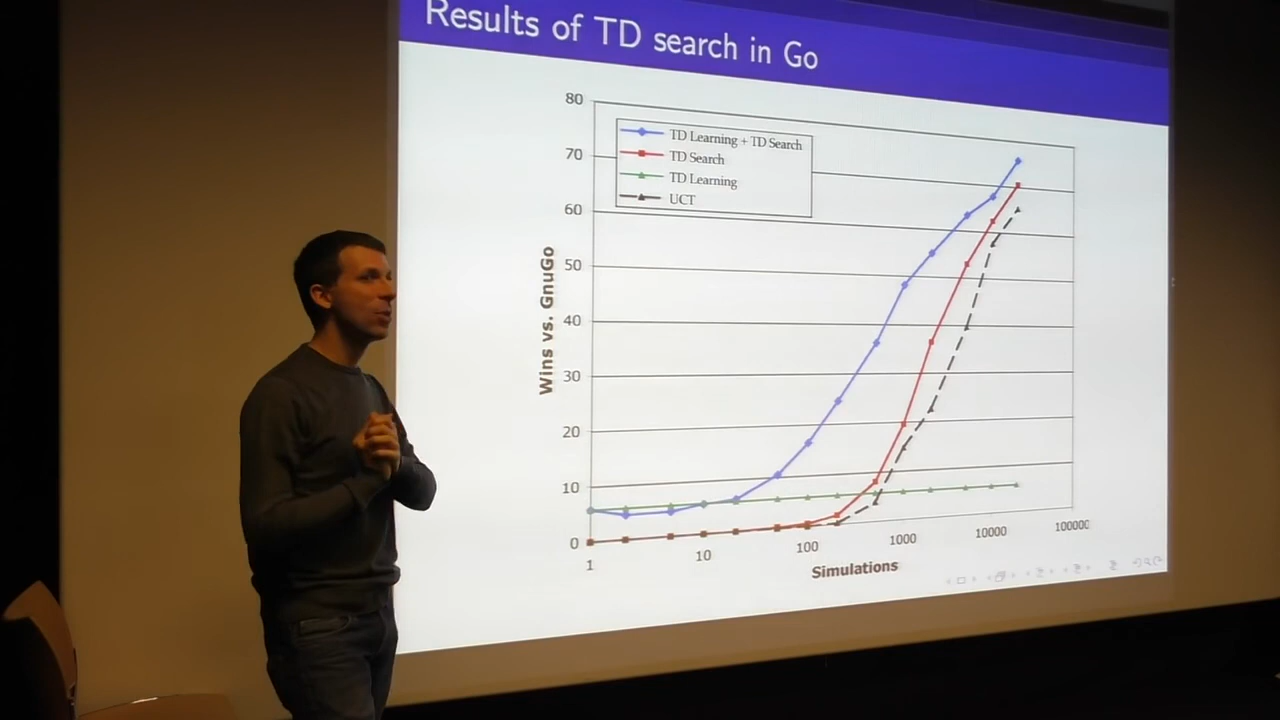 Results of TD search in Go
80
TD Learning + TD Search
TD Search
TD Learning
UCT
70
60
50
40
30
20
10
0
Wins vs. GnuGo
1
10
100
1000
10000
100000
Simulations